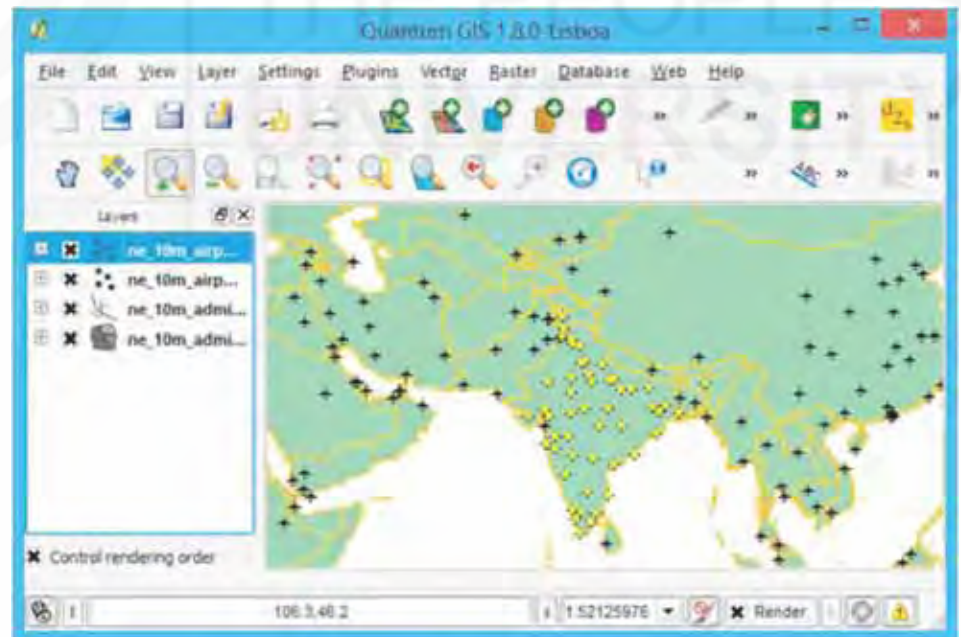 Quantum GIS 1.8.0-Lisboa
File Edit View Layer Settings Plugins Vector Raster Database Web Help
Layers
ne_10m_airp...
ne_10m_airp...
ne_10m_admi...
ne_10m_admi...
Control rendering order
106.3,46.2
1:52125976
Render